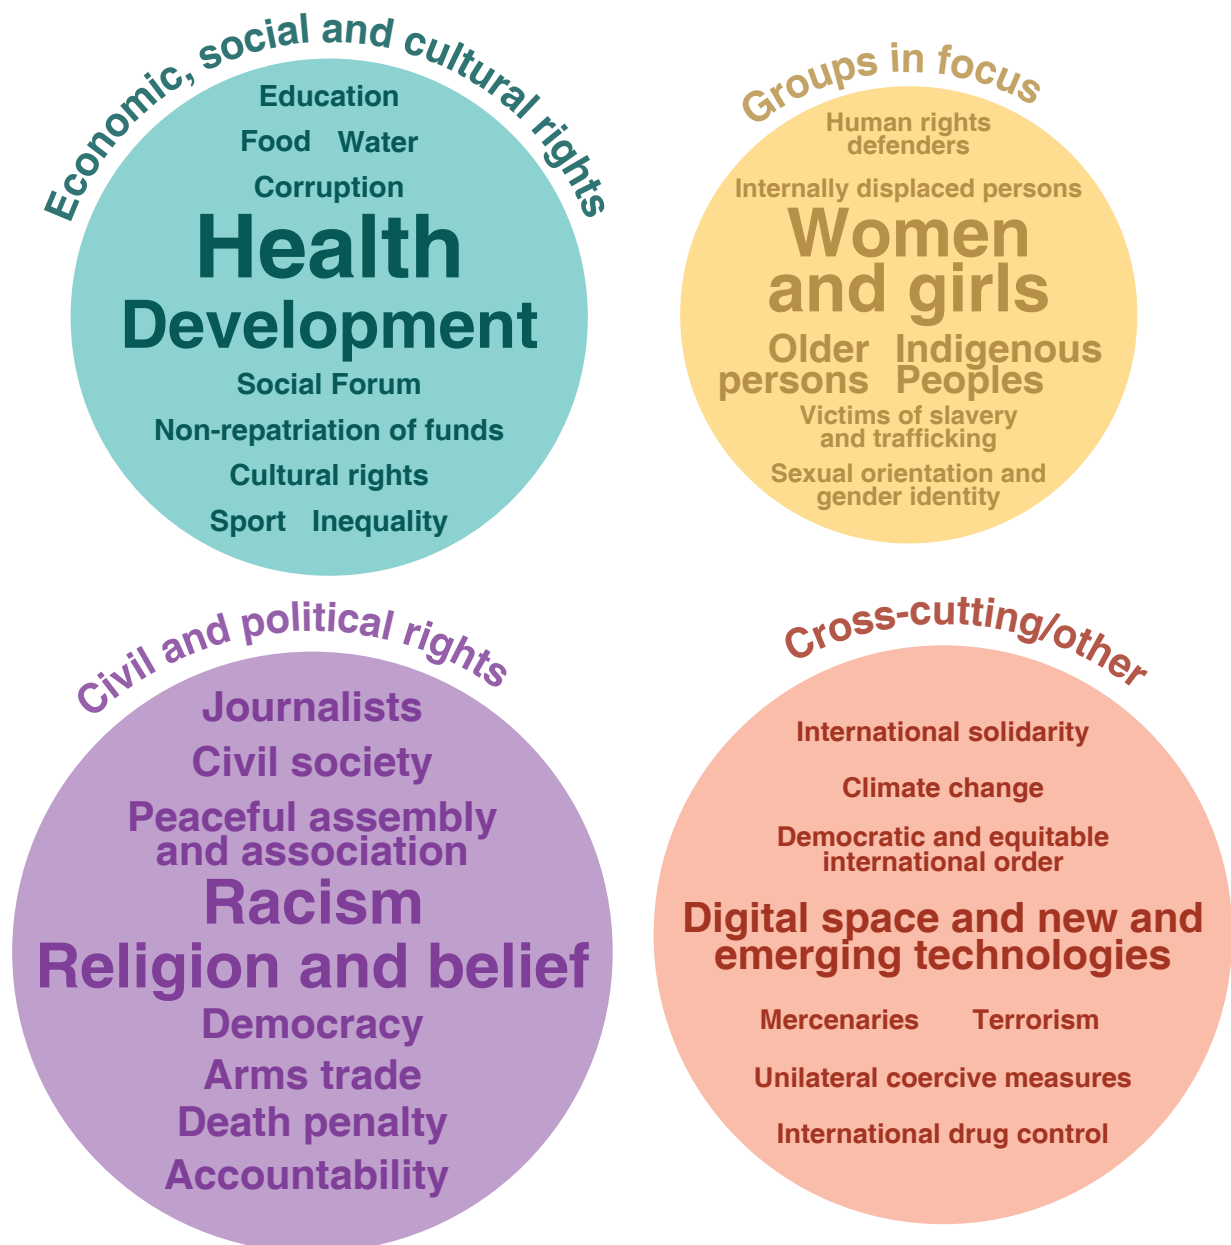 Economic, social and cultural rights
Education
Food Water
Corruption
Health
Development
Social Forum
Non-repatriation of funds
Cultural rights
Sport Inequality
Groups in focus
Human rights
defenders
Internally displaced persons
Women
and girls
Older Indigenous
persons Peoples
Victims of slavery
and trafficking
Sexual orientation and
gender identity
Civil and political rights
Journalists
Civil society
Peaceful assembly
and association
Racism
Religion and belief
Democracy
Arms trade
Death penalty
Accountability
Cross-cutting/other
International solidarity
Climate change
Democratic and equitable
international order
Digital space and new and
emerging technologies
Mercenaries Terrorism
Unilateral coercive measures
International drug control